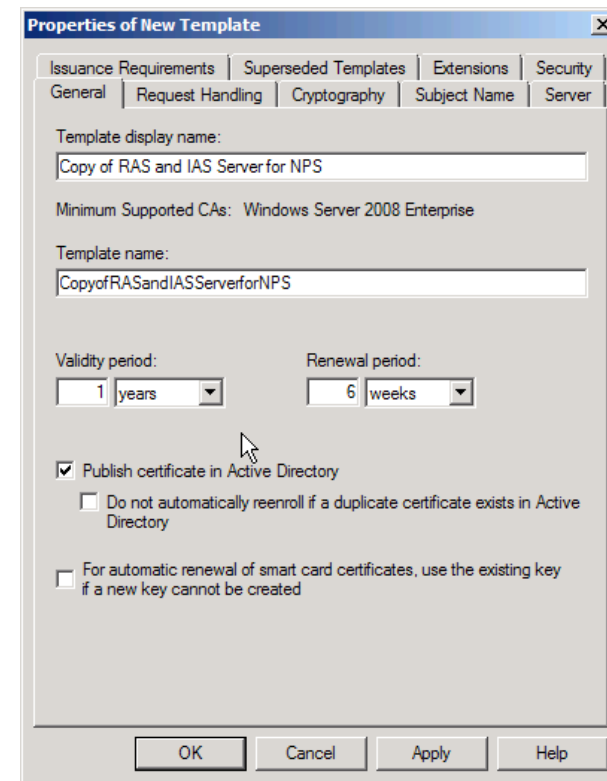 Properties of New Template
Issuance Requirements Superseded Templates Extensions Security
General Request Handling Cryptography Subject Name Server
Template display name:
Copy of RAS and IAS Server for NPS
Minimum Supported CAs: Windows Server 2008 Enterprise
Template name:
CopyofRASandIASServerforNPS
Validity period: Renewal period:
1 years 6 weeks
Publish certificate in Active Directory
Do not automatically reenroll if a duplicate certificate exists in Active
Directory
For automatic renewal of smart card certificates, use the existing key
if a new key cannot be created
OK Cancel Apply Help